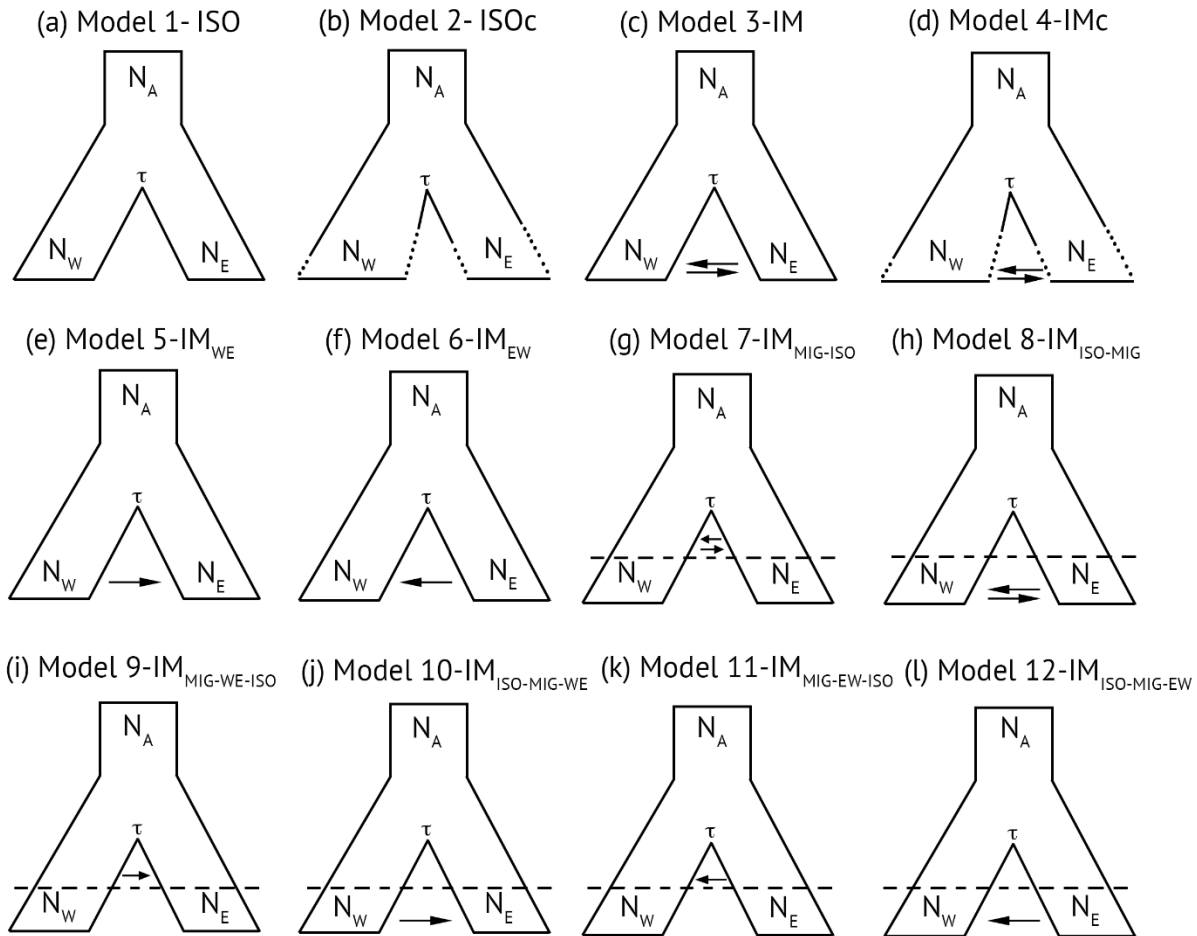 (a) Model 1- ISO (b) Model 2- ISOc (c) Model 3-IM (d) Model 4-IMc
N_A N_A N_A N_A
τ τ τ τ
N_W N_E N_W N_E N_W N_E N_W N_E
(e) Model 5-IM_WE (f) Model 6-IM_EW (g) Model 7-IM_MIG-ISO (h) Model 8-IM_ISO-MIG
N_A N_A N_A N_A
τ τ τ τ
N_W N_E N_W N_E N_W N_E N_W N_E
(i) Model 9-IM_MIG-WE-ISO (j) Model 10-IM_ISO-MIG-WE (k) Model 11-IM_MIG-EW-ISO (l) Model 12-IM_ISO-MIG-EW
N_A N_A N_A N_A
τ τ τ τ
N_W N_E N_W N_E N_W N_E N_W N_E